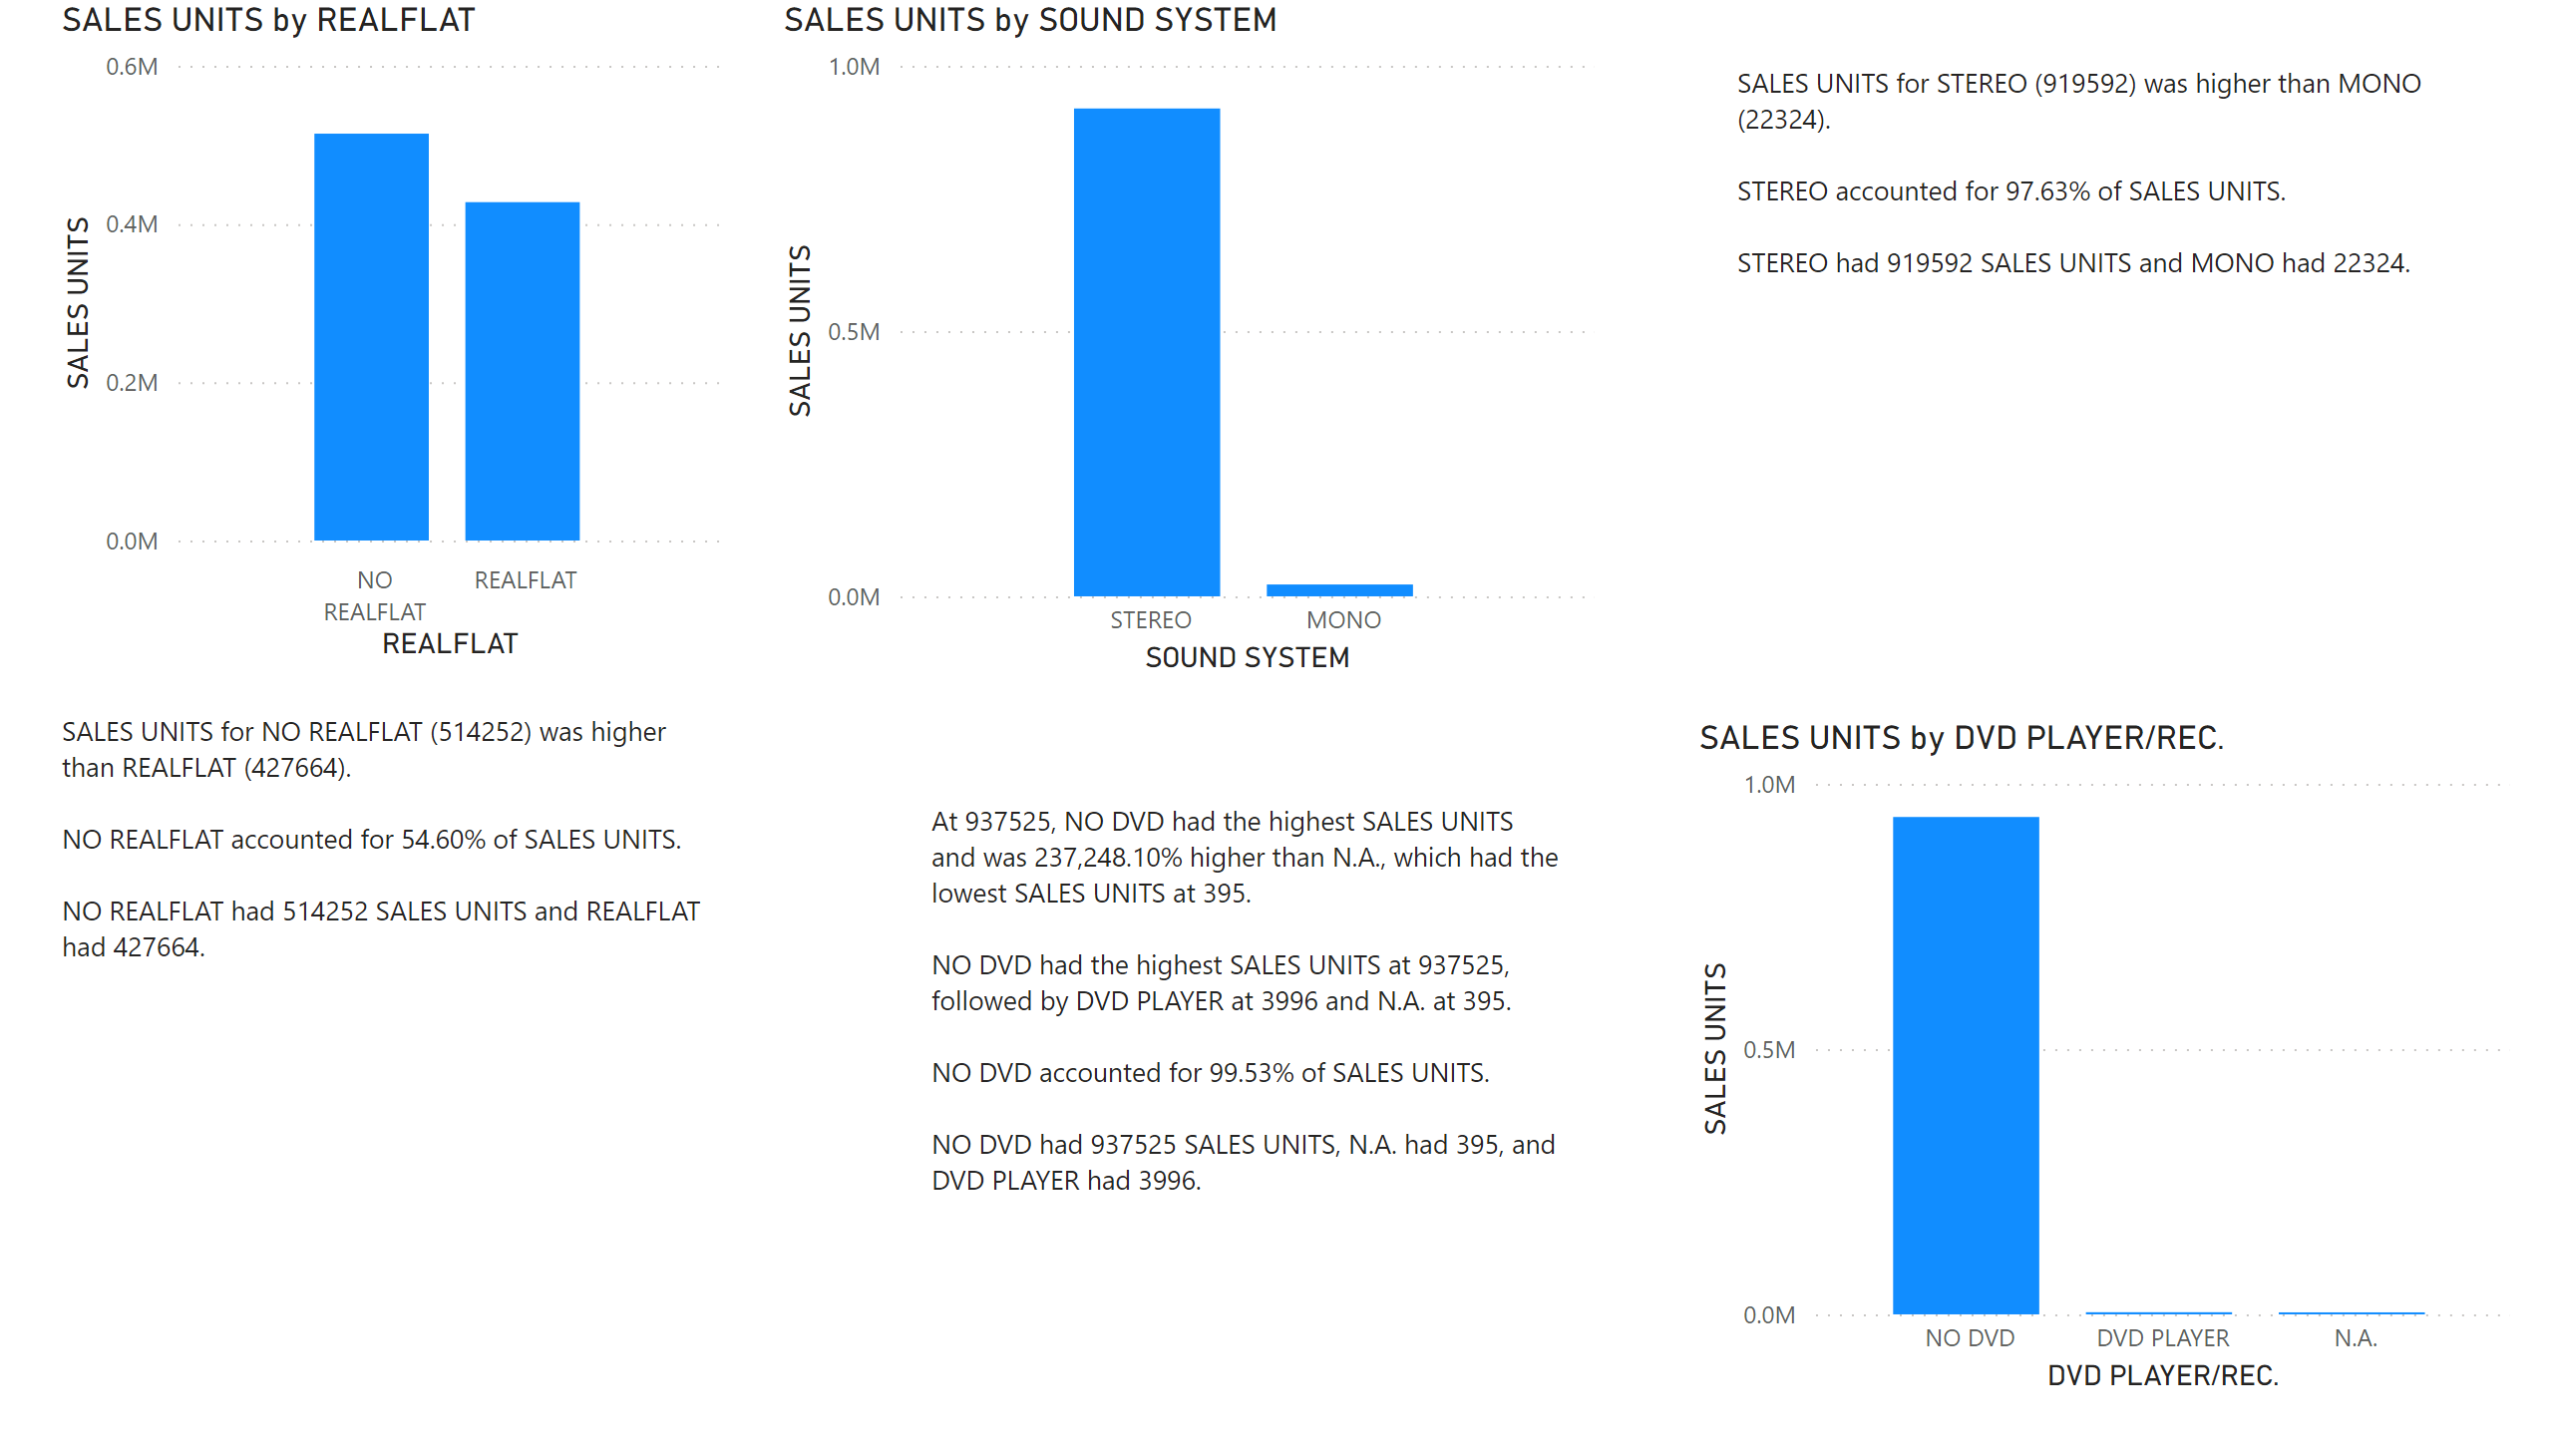 SALES UNITS by REALFLAT
0.6M
0.4M
0.2M
0.0M
SALES UNITS
NO
REALFLAT
REALFLAT
REALFLAT
SALES UNITS for NO REALFLAT (514252) was higher
than REALFLAT (427664).
NO REALFLAT accounted for 54.60% of SALES UNITS.
NO REALFLAT had 514252 SALES UNITS and REALFLAT
had 427664.
SALES UNITS by SOUND SYSTEM
1.0M
0.5M
0.0M
SALES UNITS
STEREO
MONO
SOUND SYSTEM
SALES UNITS for STEREO (919592) was higher than MONO
(22324).
STEREO accounted for 97.63% of SALES UNITS.
STEREO had 919592 SALES UNITS and MONO had 22324.
At 937525, NO DVD had the highest SALES UNITS
and was 237,248.10% higher than N.A., which had the
lowest SALES UNITS at 395.
NO DVD had the highest SALES UNITS at 937525,
followed by DVD PLAYER at 3996 and N.A. at 395.
NO DVD accounted for 99.53% of SALES UNITS.
NO DVD had 937525 SALES UNITS, N.A. had 395, and
DVD PLAYER had 3996.
SALES UNITS by DVD PLAYER/REC.
1.0M
0.5M
0.0M
SALES UNITS
NO DVD
DVD PLAYER
N.A.
DVD PLAYER/REC.